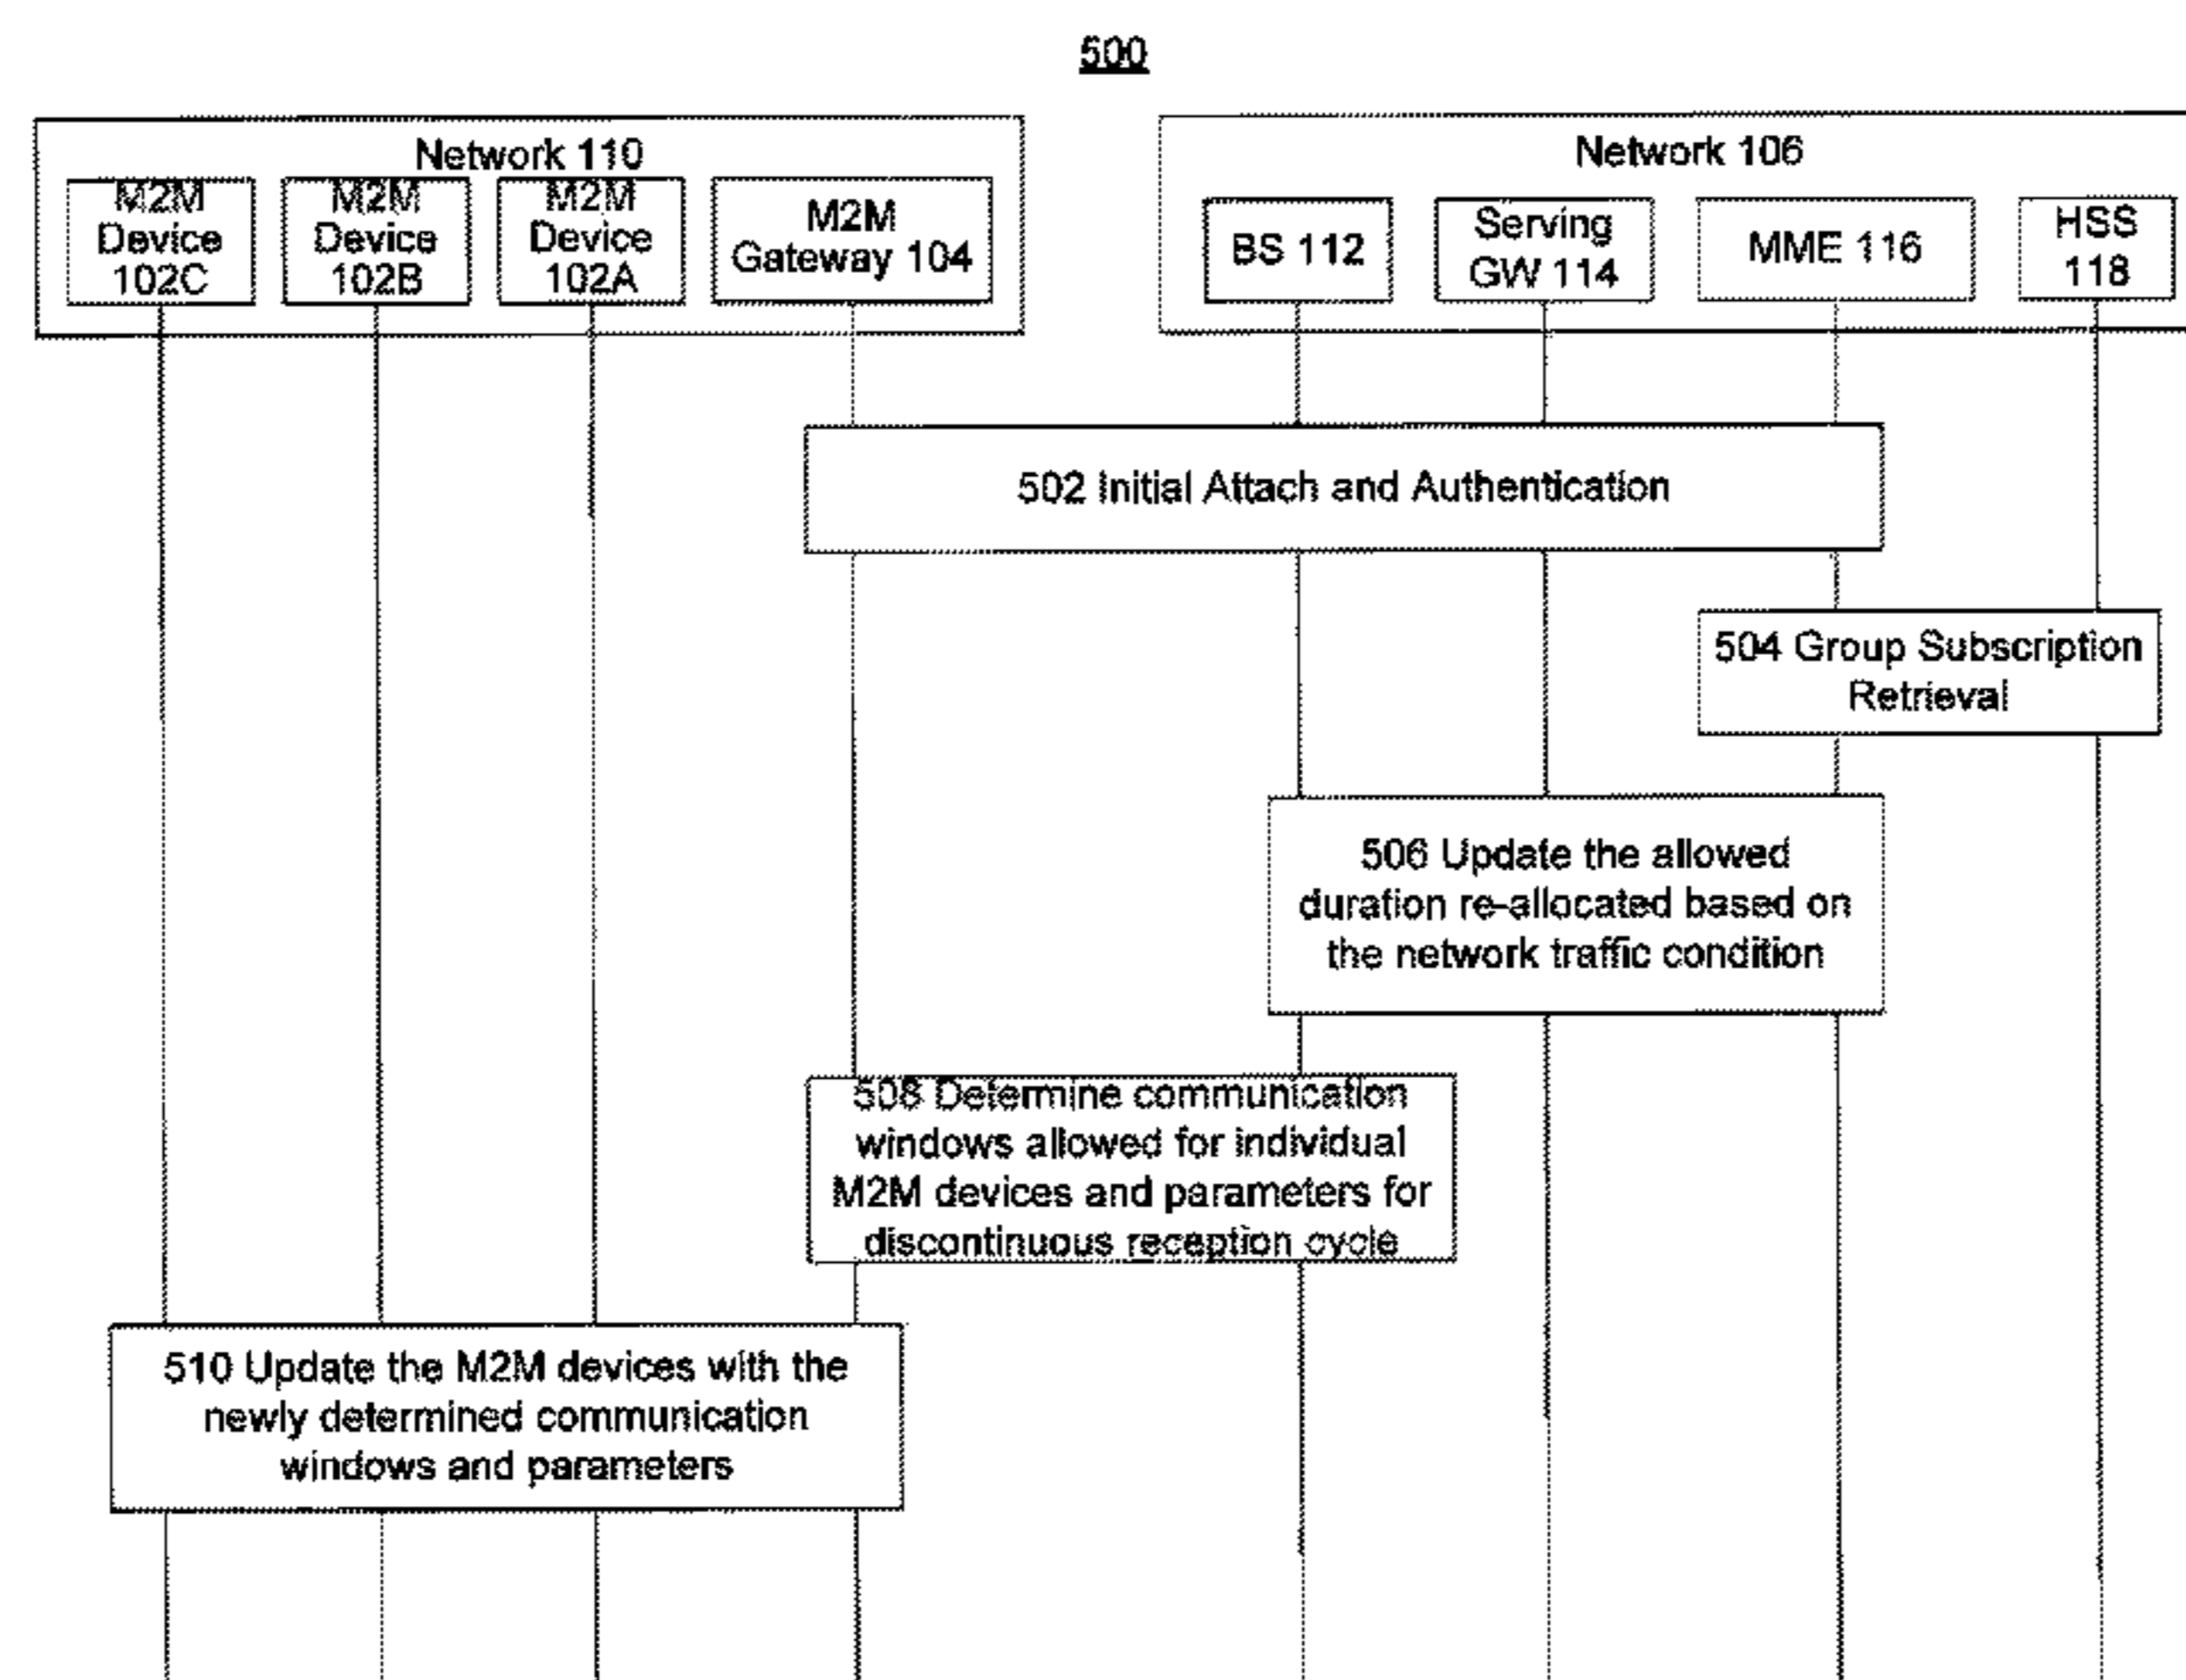 500
Network 110
M2M
Device
102C
M2M
Device
102B
M2M
Device
102A
M2M
Gateway 104
Network 106
BS 112
Serving
GW 114
MME 116
HSS
118
502 Initial Attach and Authentication
504 Group Subscription
Retrieval
506 Update the allowed
duration re-allocated based on
the network traffic condition
508 Determine communication
windows allowed for individual
M2M devices and parameters for
discontinuous reception cycle
510 Update the M2M devices with the
newly determined communication
windows and parameters